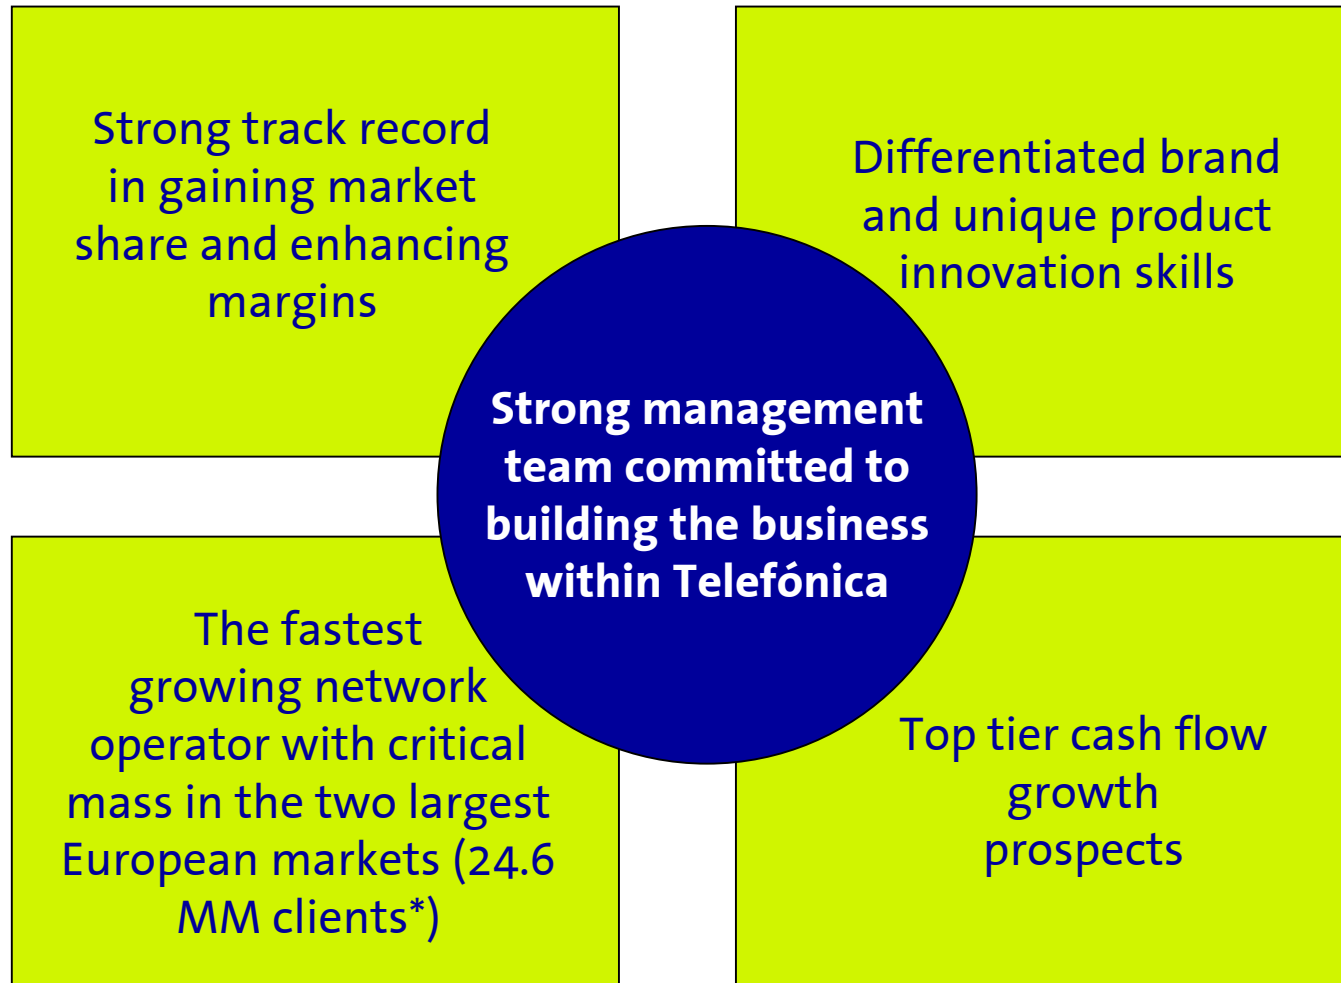 Strong track record
in gaining market
share and enhancing
margins
Differentiated brand
and unique product
innovation skills
Strong management
team committed to
building the business
within Telefónica
The fastest
growing network
operator with critical
mass in the two largest
European markets (24.6
MM clients*)
Top tier cash flow
growth
prospects